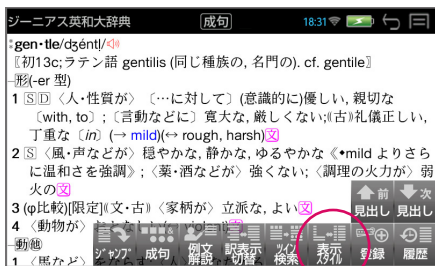 ジーニアス英和大辞典 成句 18:31
gen・tle/dʒéntl/
〖初13c;ラテン語 gentilis (同じ種族の, 名門の). cf. gentle〗
―形(-er 型)
1 S D 〈人・性質が〉〔…に対して〕(意識的に)優しい, 親切な
〔with, to〕;〔言動などに〕寛大な, 厳しくない;⦅古⦆礼儀正しい,
丁重な〔in〕(→ mild)(↔ rough, harsh)文
2 S 〈風・声などが〉穏やかな, 静かな, ゆるやかな《◆mild よりさら
に温和さを強調》;〈薬・酒などが〉強くない;〈調理の火力が〉弱
火の文
3 (φ比較)[限定]⦅文・古⦆〈家柄が〉立派な, よい文
4 〈動物が〉
―動他
1 〈馬など〉
前見出し 次見出し
ジャンプ 成句 例文解説 訳表示切替 ツイン検索 表示スタイル 登録 履歴